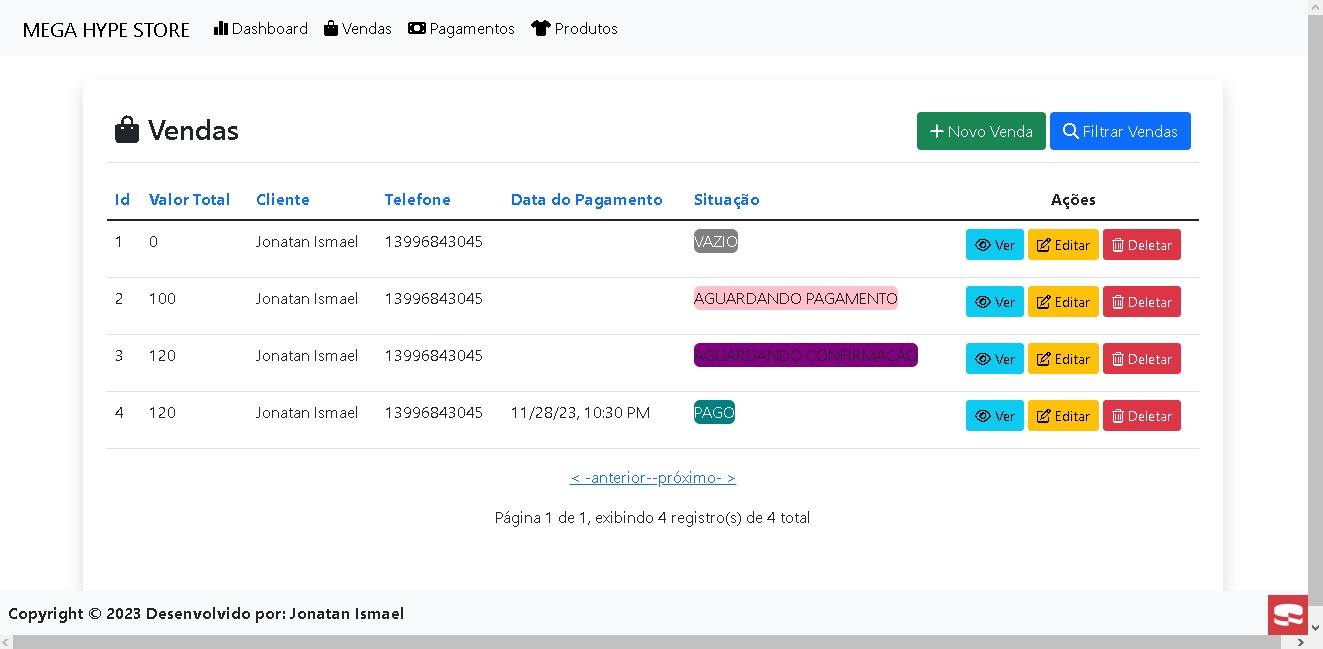 MEGA HYPE STORE Dashboard Vendas Pagamentos Produtos
Vendas
Novo Venda Filtrar Vendas
Id Valor Total Cliente Telefone Data do Pagamento Situação Ações
1 0 Jonatan Ismael 13996843045 VAZIO Ver Editar Deletar
2 100 Jonatan Ismael 13996843045 AGUARDANDO PAGAMENTO Ver Editar Deletar
3 120 Jonatan Ismael 13996843045 AGUARDANDO CONFIRMAÇÃO Ver Editar Deletar
4 120 Jonatan Ismael 13996843045 11/28/23, 10:30 PM PAGO Ver Editar Deletar
< -anterior--próximo- >
Página 1 de 1, exibindo 4 registro(s) de 4 total
Copyright © 2023 Desenvolvido por: Jonatan Ismael